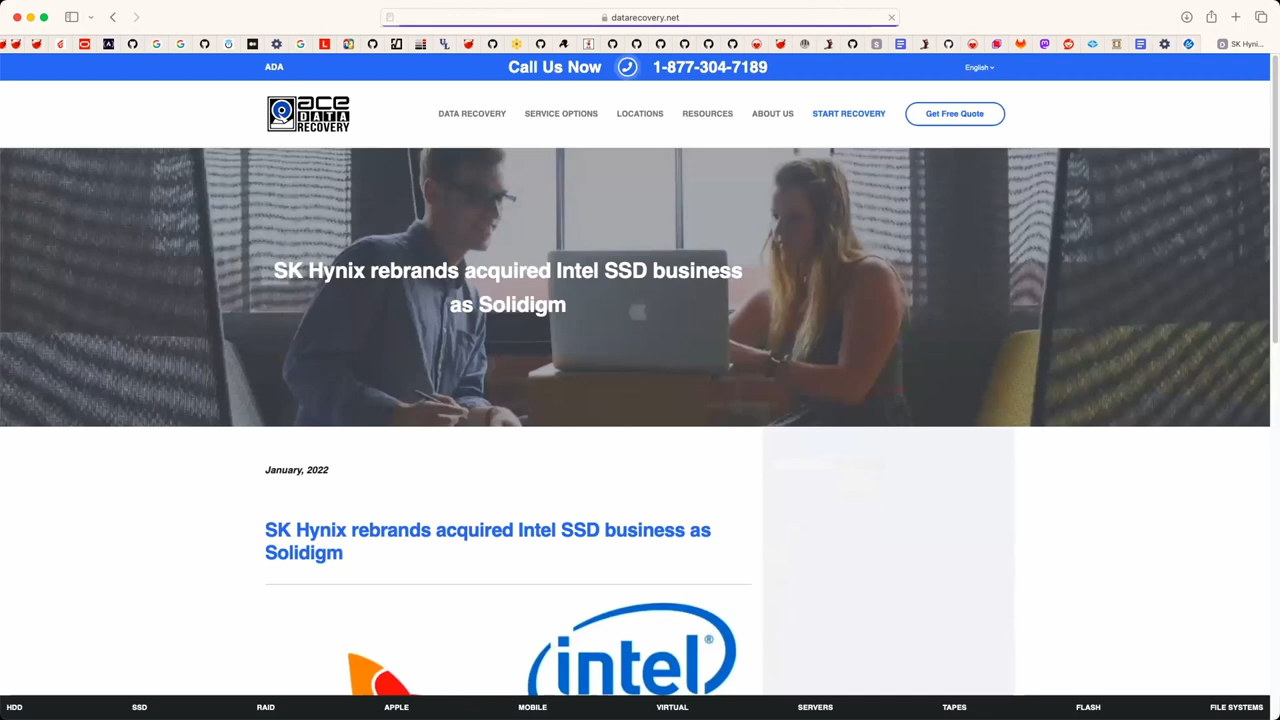 datarecovery.net
SK Hyni...
ADA
Call Us Now 1-877-304-7189
English
ace
DATA
RECOVERY
DATA RECOVERY SERVICE OPTIONS LOCATIONS RESOURCES ABOUT US START RECOVERY Get Free Quote
SK Hynix rebrands acquired Intel SSD business
as Solidigm
January, 2022
SK Hynix rebrands acquired Intel SSD business as
Solidigm
intel®
HDD SSD RAID APPLE MOBILE VIRTUAL SERVERS TAPES FLASH FILE SYSTEMS